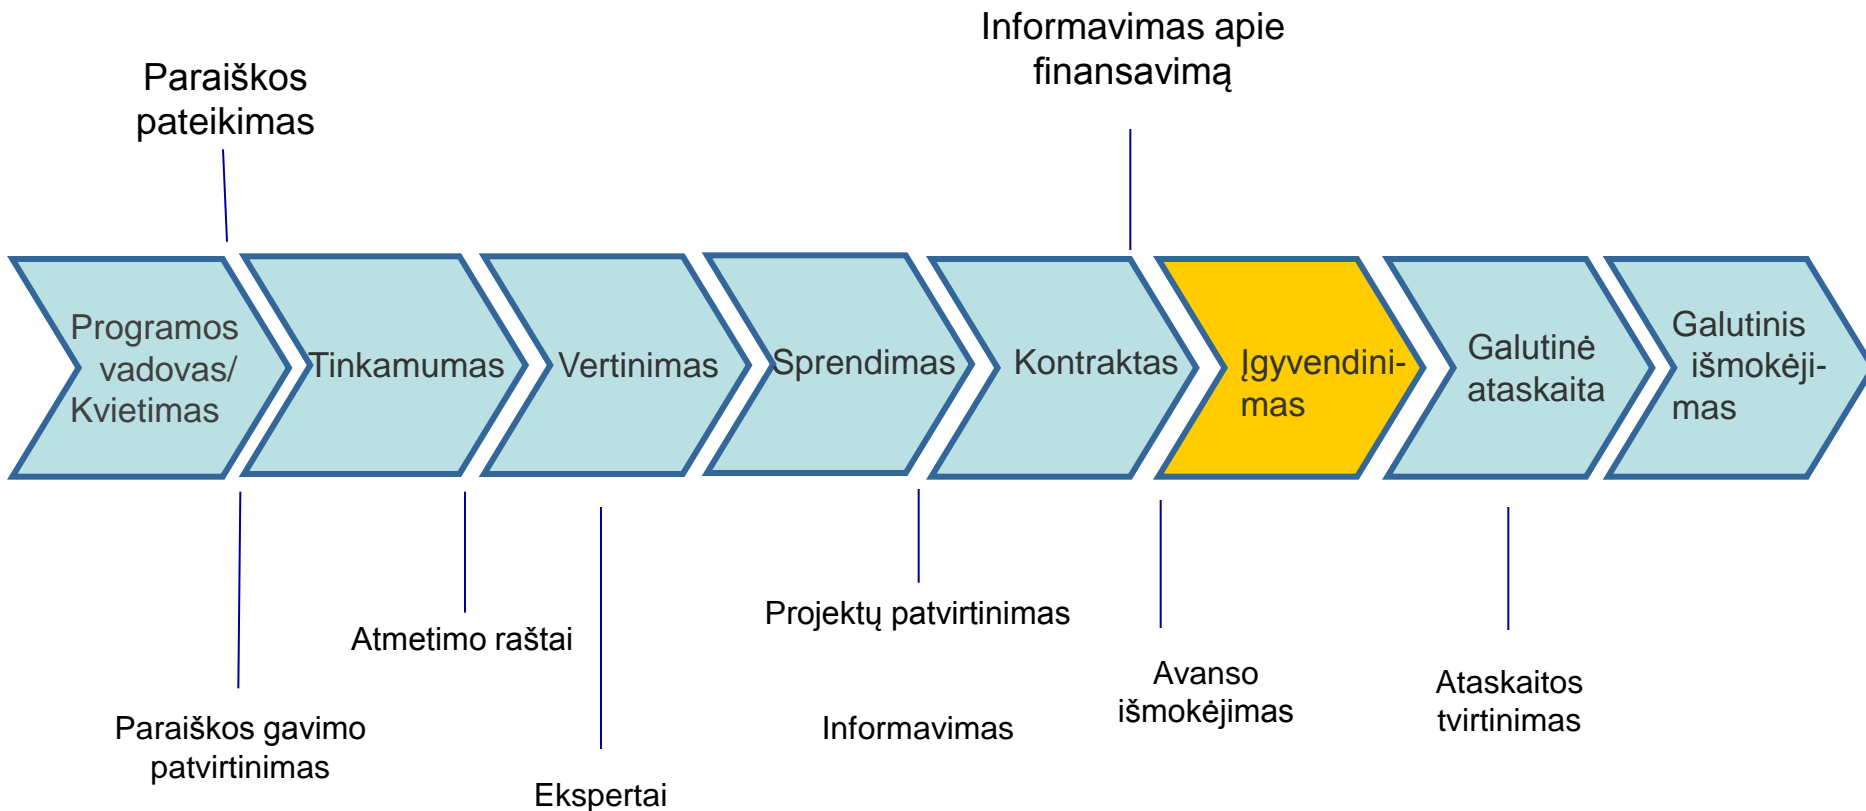 Informavimas apie
finansavimą
Paraiškos
pateikimas
Programos
vadovas/
Kvietimas
Tinkamumas
Vertinimas
Sprendimas
Kontraktas
Įgyvendini-
mas
Galutinė
ataskaita
Galutinis
išmokėji-
mas
Projektų patvirtinimas
Atmetimo raštai
Avanso
išmokėjimas
Ataskaitos
tvirtinimas
Paraiškos gavimo
patvirtinimas
Informavimas
Ekspertai